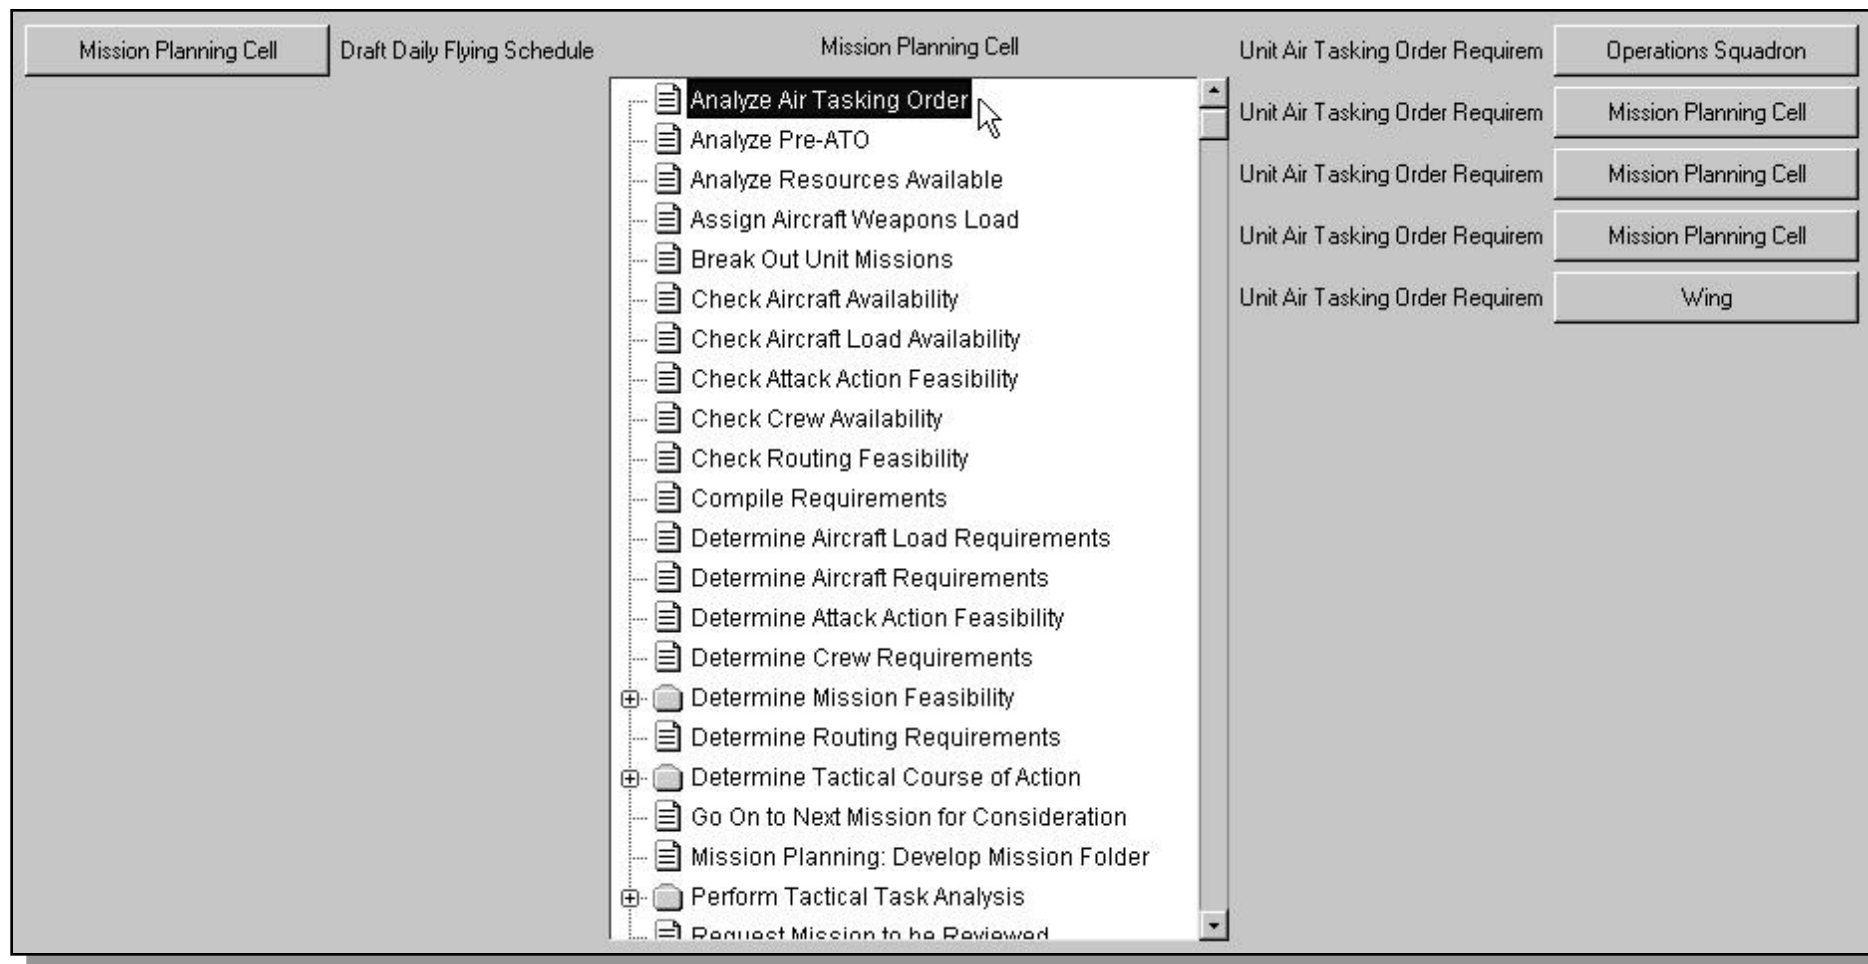 Mission Planning Cell
Draft Daily Flying Schedule
Mission Planning Cell
Analyze Air Tasking Order
Analyze Pre-ATO
Analyze Resources Available
Assign Aircraft Weapons Load
Break Out Unit Missions
Check Aircraft Availability
Check Aircraft Load Availability
Check Attack Action Feasibility
Check Crew Availability
Check Routing Feasibility
Compile Requirements
Determine Aircraft Load Requirements
Determine Aircraft Requirements
Determine Attack Action Feasibility
Determine Crew Requirements
Determine Mission Feasibility
Determine Routing Requirements
Determine Tactical Course of Action
Go On to Next Mission for Consideration
Mission Planning: Develop Mission Folder
Perform Tactical Task Analysis
Request Mission to be Reviewed
Unit Air Tasking Order Requirem
Operations Squadron
Unit Air Tasking Order Requirem
Mission Planning Cell
Unit Air Tasking Order Requirem
Mission Planning Cell
Unit Air Tasking Order Requirem
Mission Planning Cell
Unit Air Tasking Order Requirem
Wing